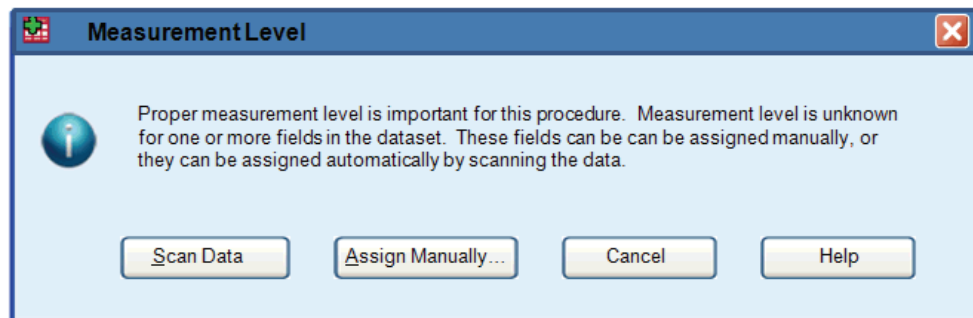 Measurement Level
Proper measurement level is important for this procedure.  Measurement level is unknown
for one or more fields in the dataset.  These fields can be can be assigned manually, or
they can be assigned automatically by scanning the data.
Scan Data
Assign Manually...
Cancel
Help